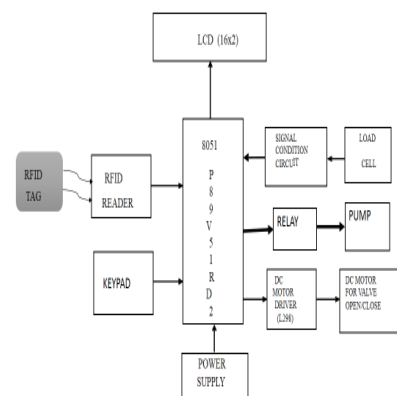 LCD (16x2)
8051
P
8
9
V
5
1
R
D
2
SIGNAL
CONDITION
CIRCUIT
LOAD
CELL
RFID
TAG
RFID
READER
RELAY
PUMP
KEYPAD
DC
MOTOR
DRIVER
(L298)
DC MOTOR
FOR VALVE
OPEN/CLOSE
POWER
SUPPLY